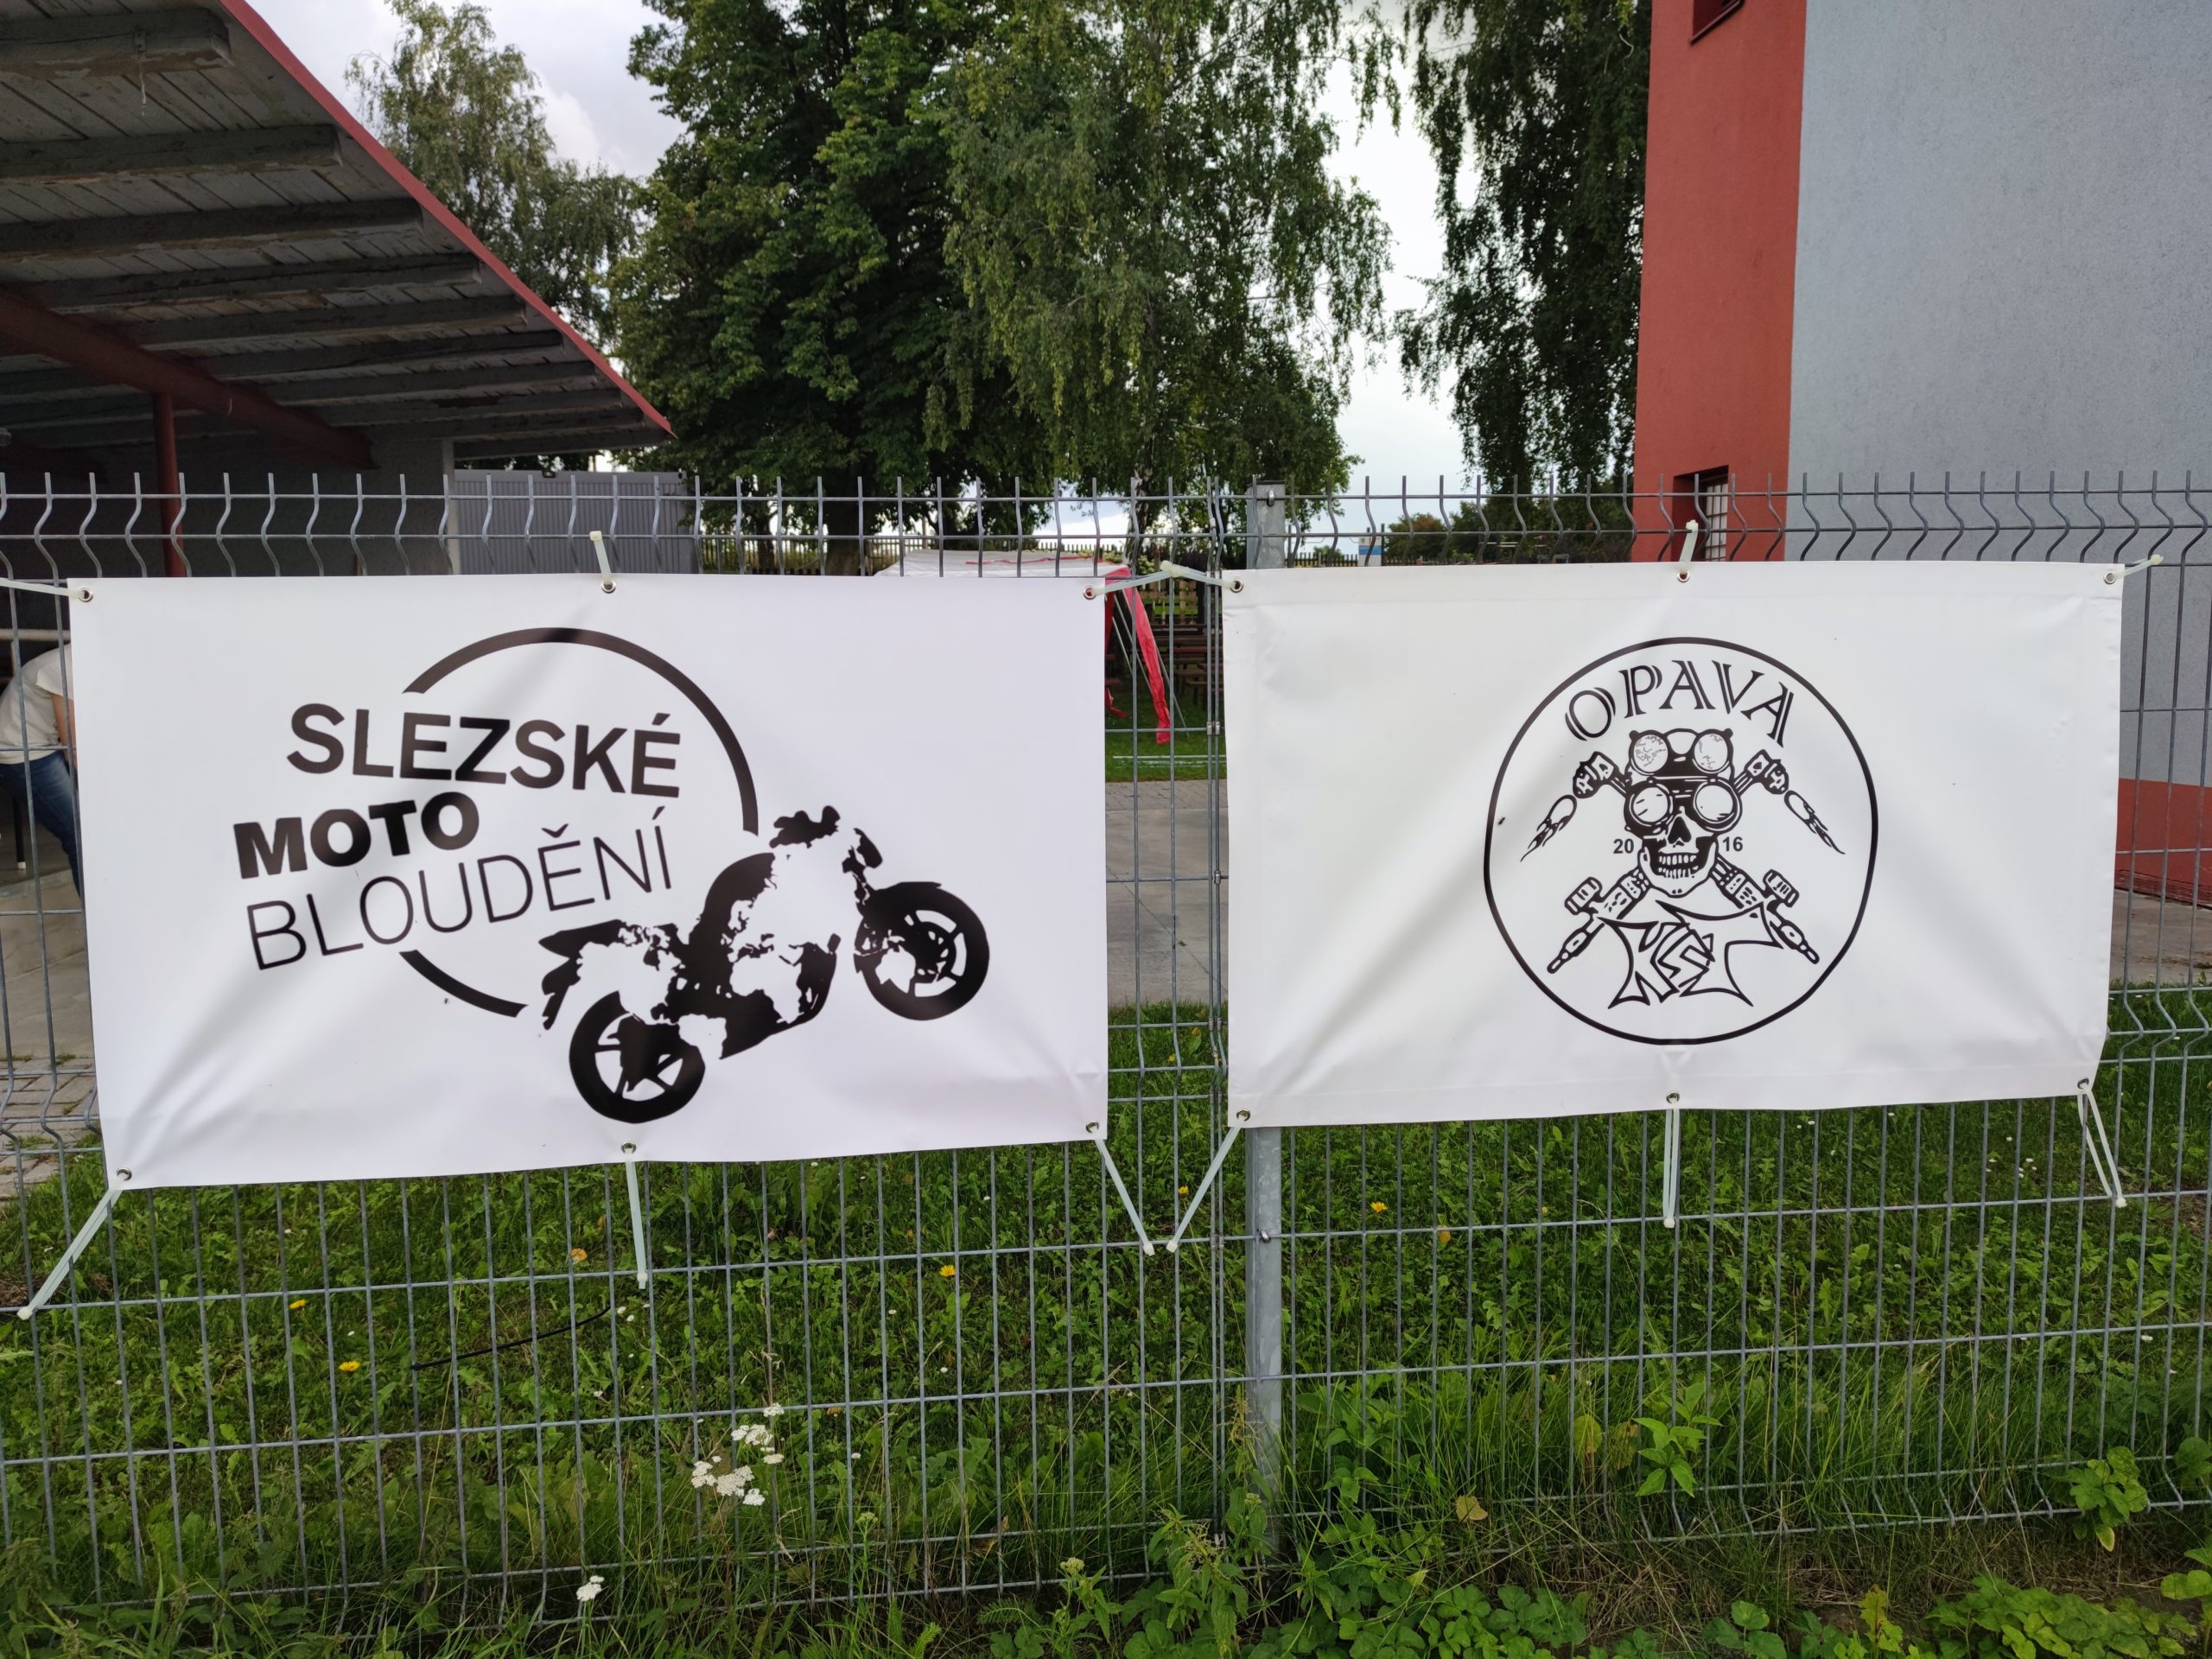 SLEZSKÉ
MOTO
BLOUDĚNÍ
OPAVA
20 16